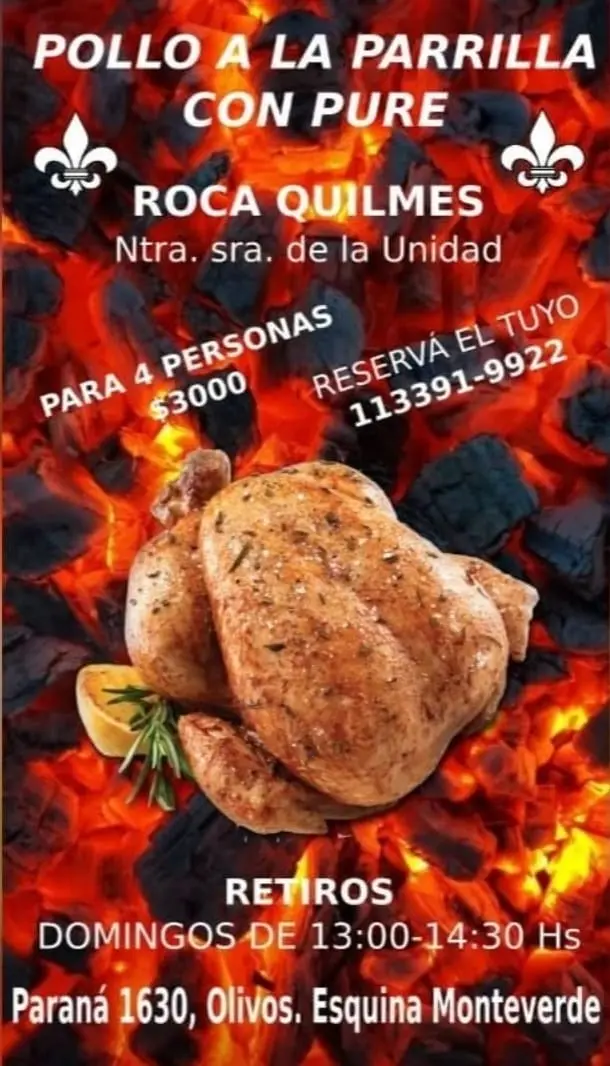 POLLO A LA PARRILLA
CON PURE
ROCA QUILMES
Ntra. sra. de la Unidad
PARA 4 PERSONAS
$3000
RESERVÁ EL TUYO
113391-9922
RETIROS
DOMINGOS DE 13:00-14:30 Hs
Paraná 1630, Olivos. Esquina Monteverde